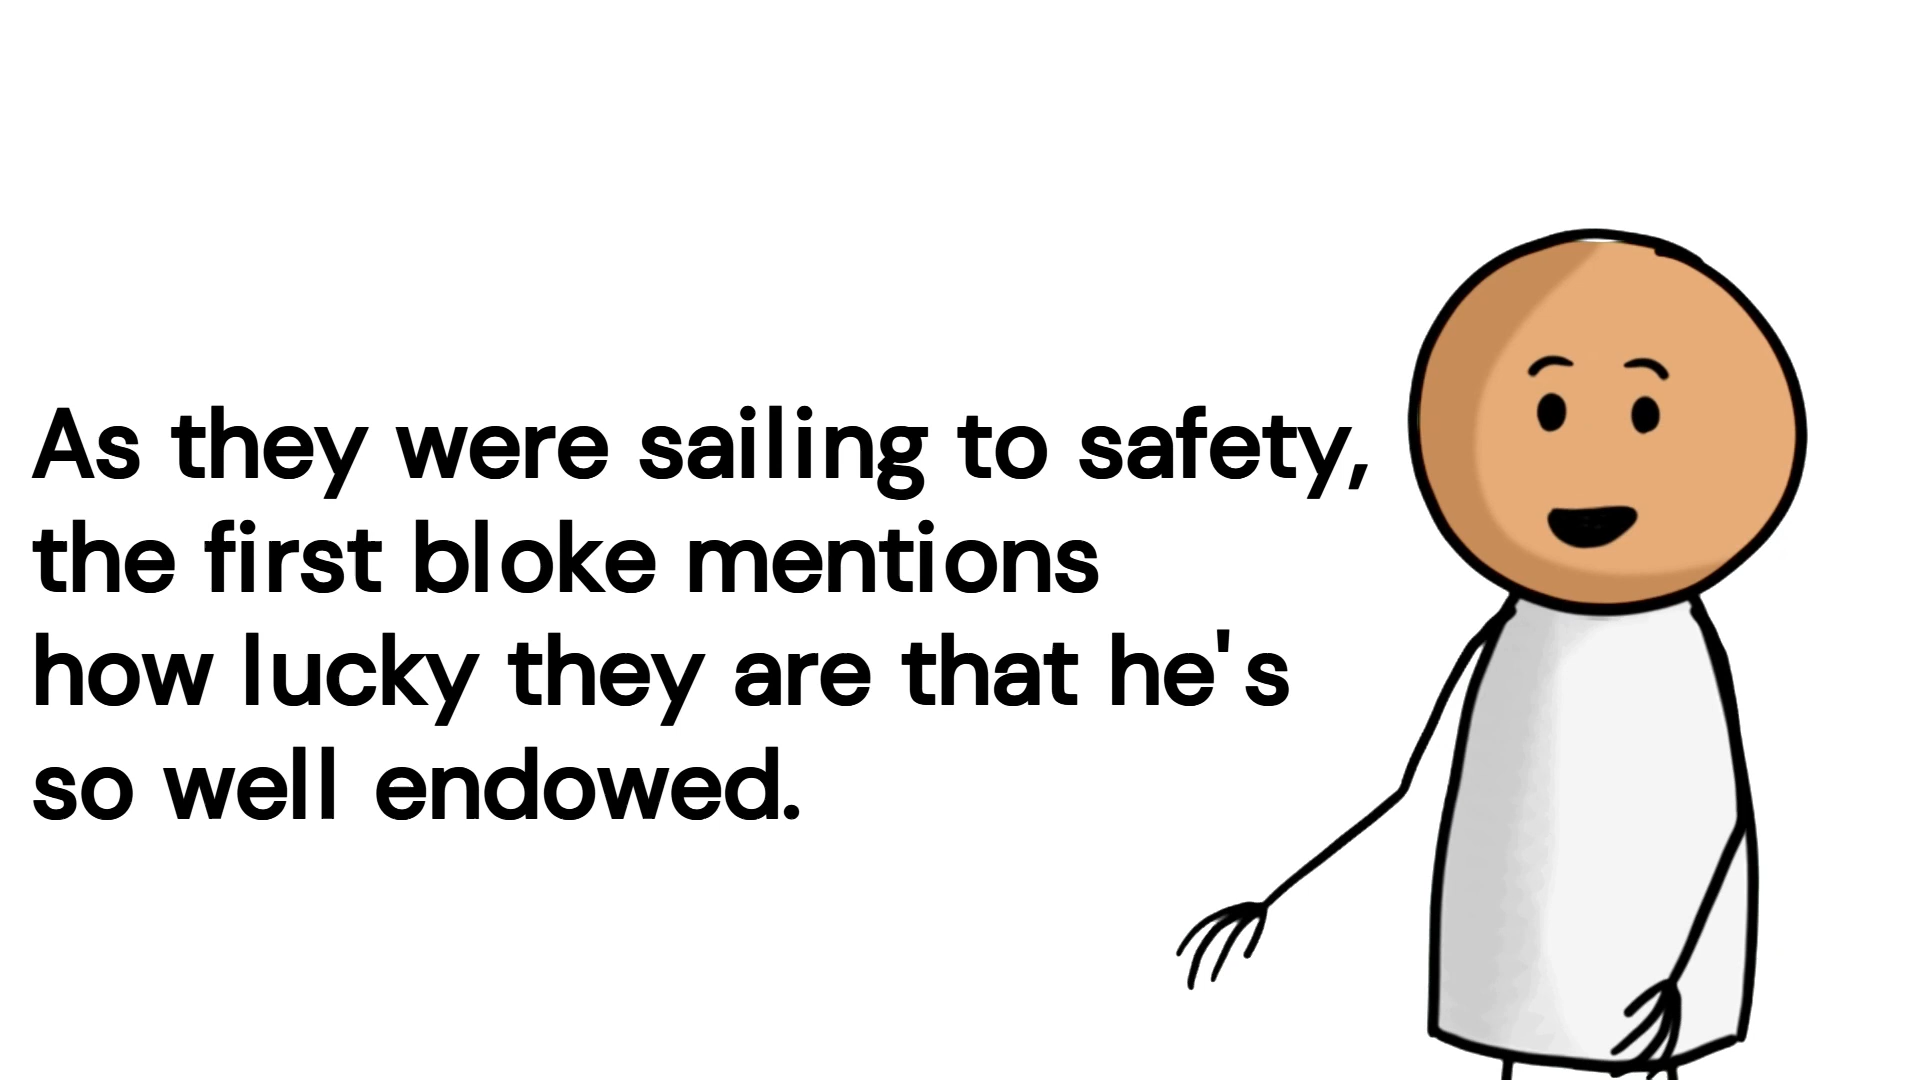 As they were sailing to safety,
the first bloke mentions
how lucky they are that he's
so well endowed.